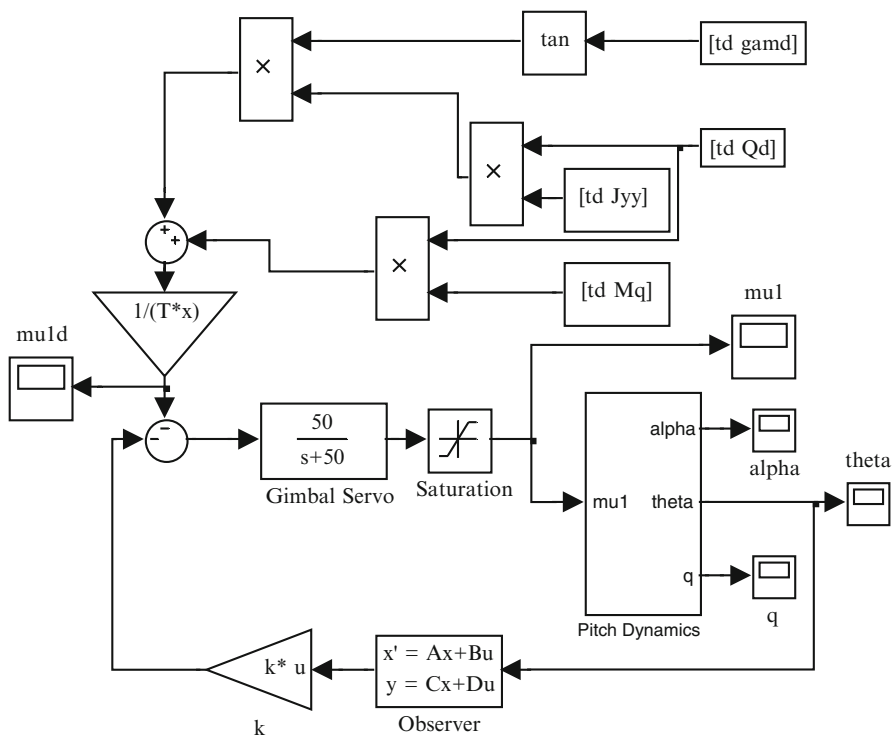 tan
[td gamd]
×
[td Qd]
×
[td Jyy]
+
+
×
[td Mq]
1/(T*x)
mu1
mu1d
−
−
50
s+50
Gimbal Servo
Saturation
alpha
mu1
theta
q
Pitch Dynamics
alpha
theta
q
k* u
k
x' = Ax+Bu
y = Cx+Du
Observer